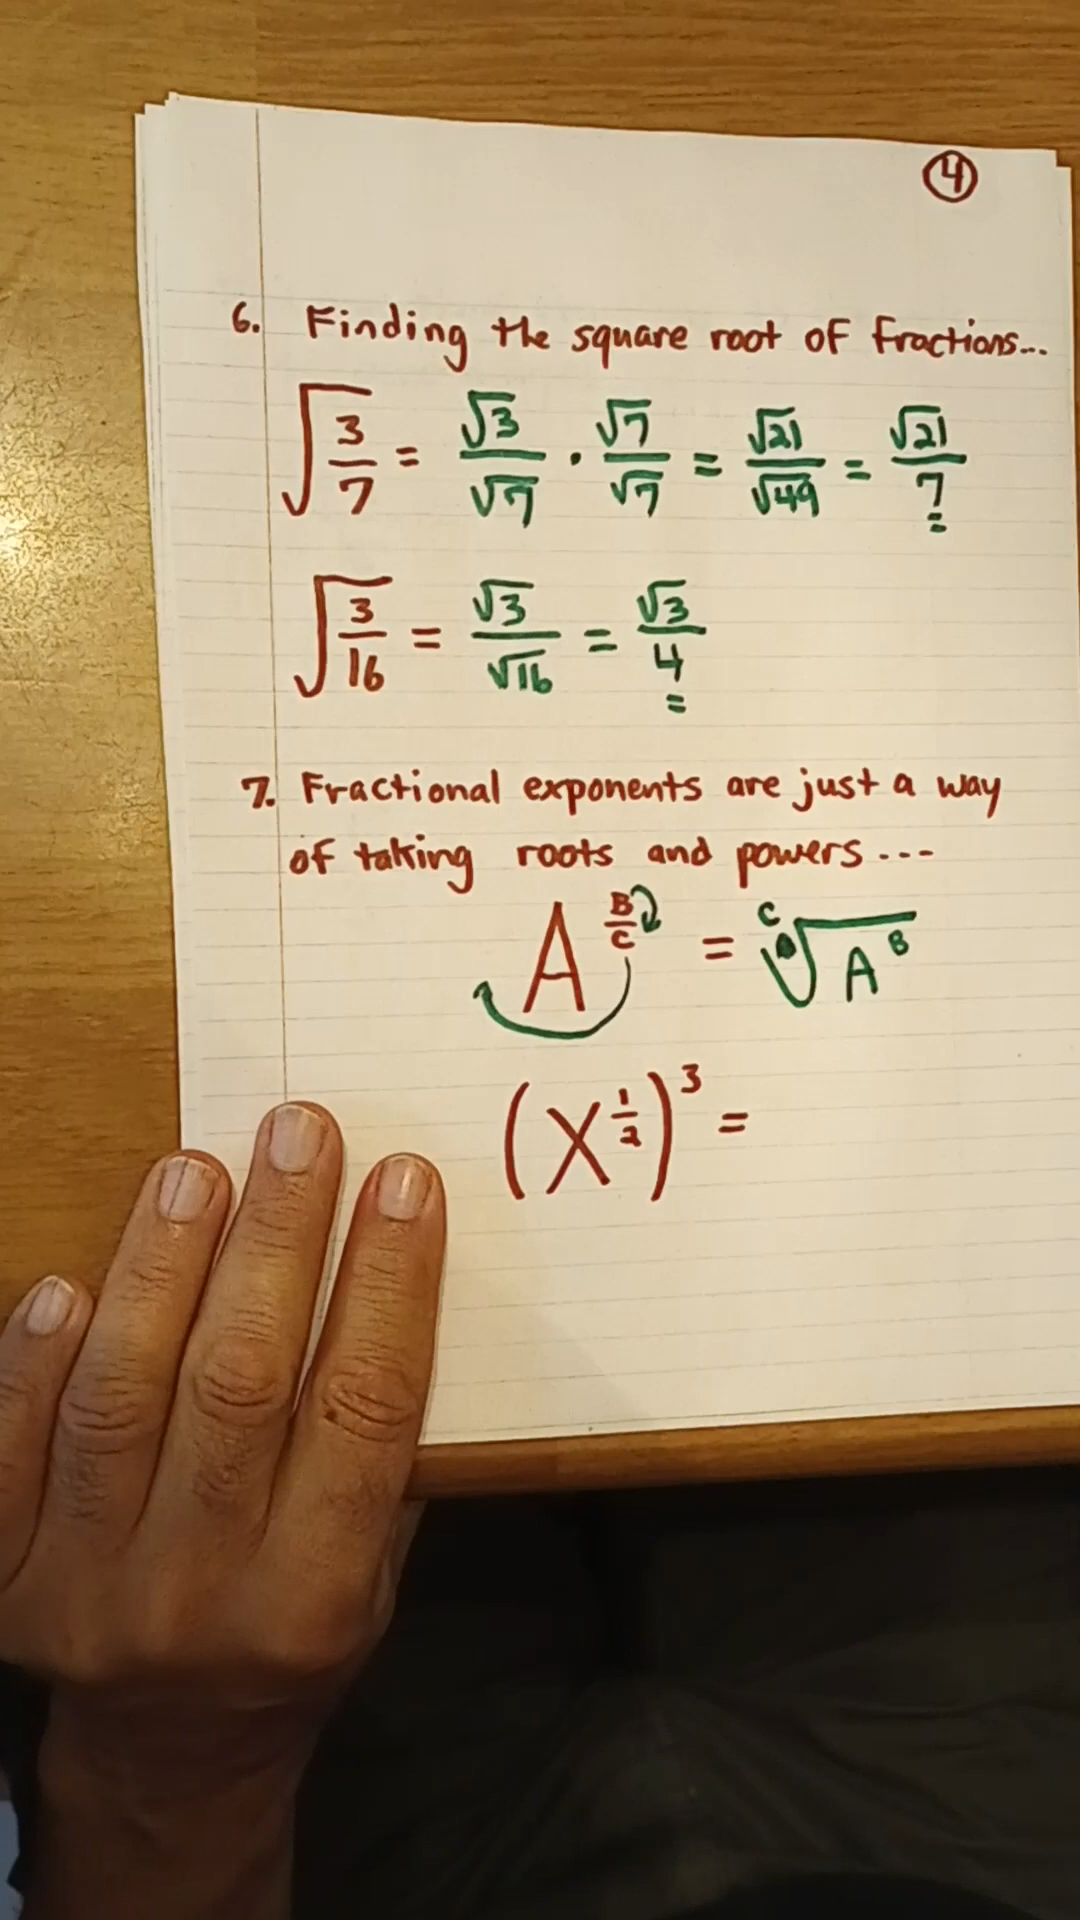 4
6. Finding the square root of fractions...
√(3/7) = √3/√7 · √7/√7 = √21/√49 = √21/7
√(3/16) = √3/√16 = √3/4
7. Fractional exponents are just a way
of taking roots and powers...
A^(B/C) = ᶜ√(A^B)
(X^(1/2))^3 =